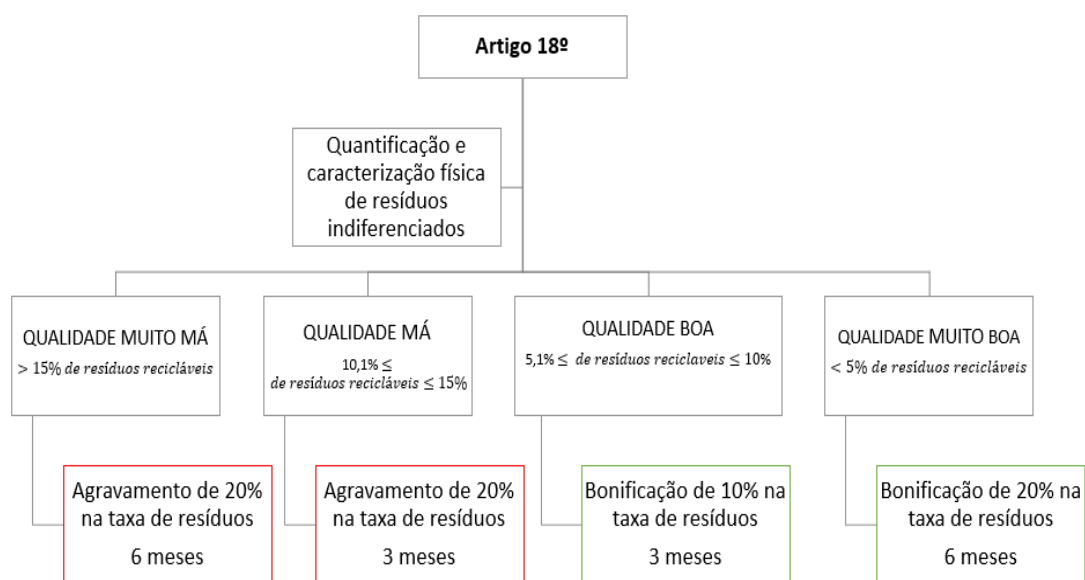 Artigo 18º
Quantificação e
caracterização física
de resíduos
indiferenciados
QUALIDADE MUITO MÁ
> 15% de resíduos recicláveis
QUALIDADE MÁ
10,1% ≤
de resíduos recicláveis ≤ 15%
QUALIDADE BOA
5,1% ≤ de resíduos reciclaveis ≤ 10%
QUALIDADE MUITO BOA
< 5% de resíduos recicláveis
Agravamento de 20%
na taxa de resíduos
6 meses
Agravamento de 20%
na taxa de resíduos
3 meses
Bonificação de 10% na
taxa de resíduos
3 meses
Bonificação de 20% na
taxa de resíduos
6 meses